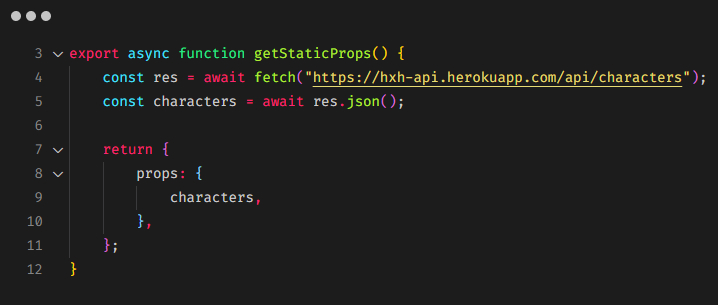 3 export async function getStaticProps() {
4 const res = await fetch("https://hxh-api.herokuapp.com/api/characters");
5 const characters = await res.json();
6
7 return {
8 props: {
9 characters,
10 },
11 };
12 }